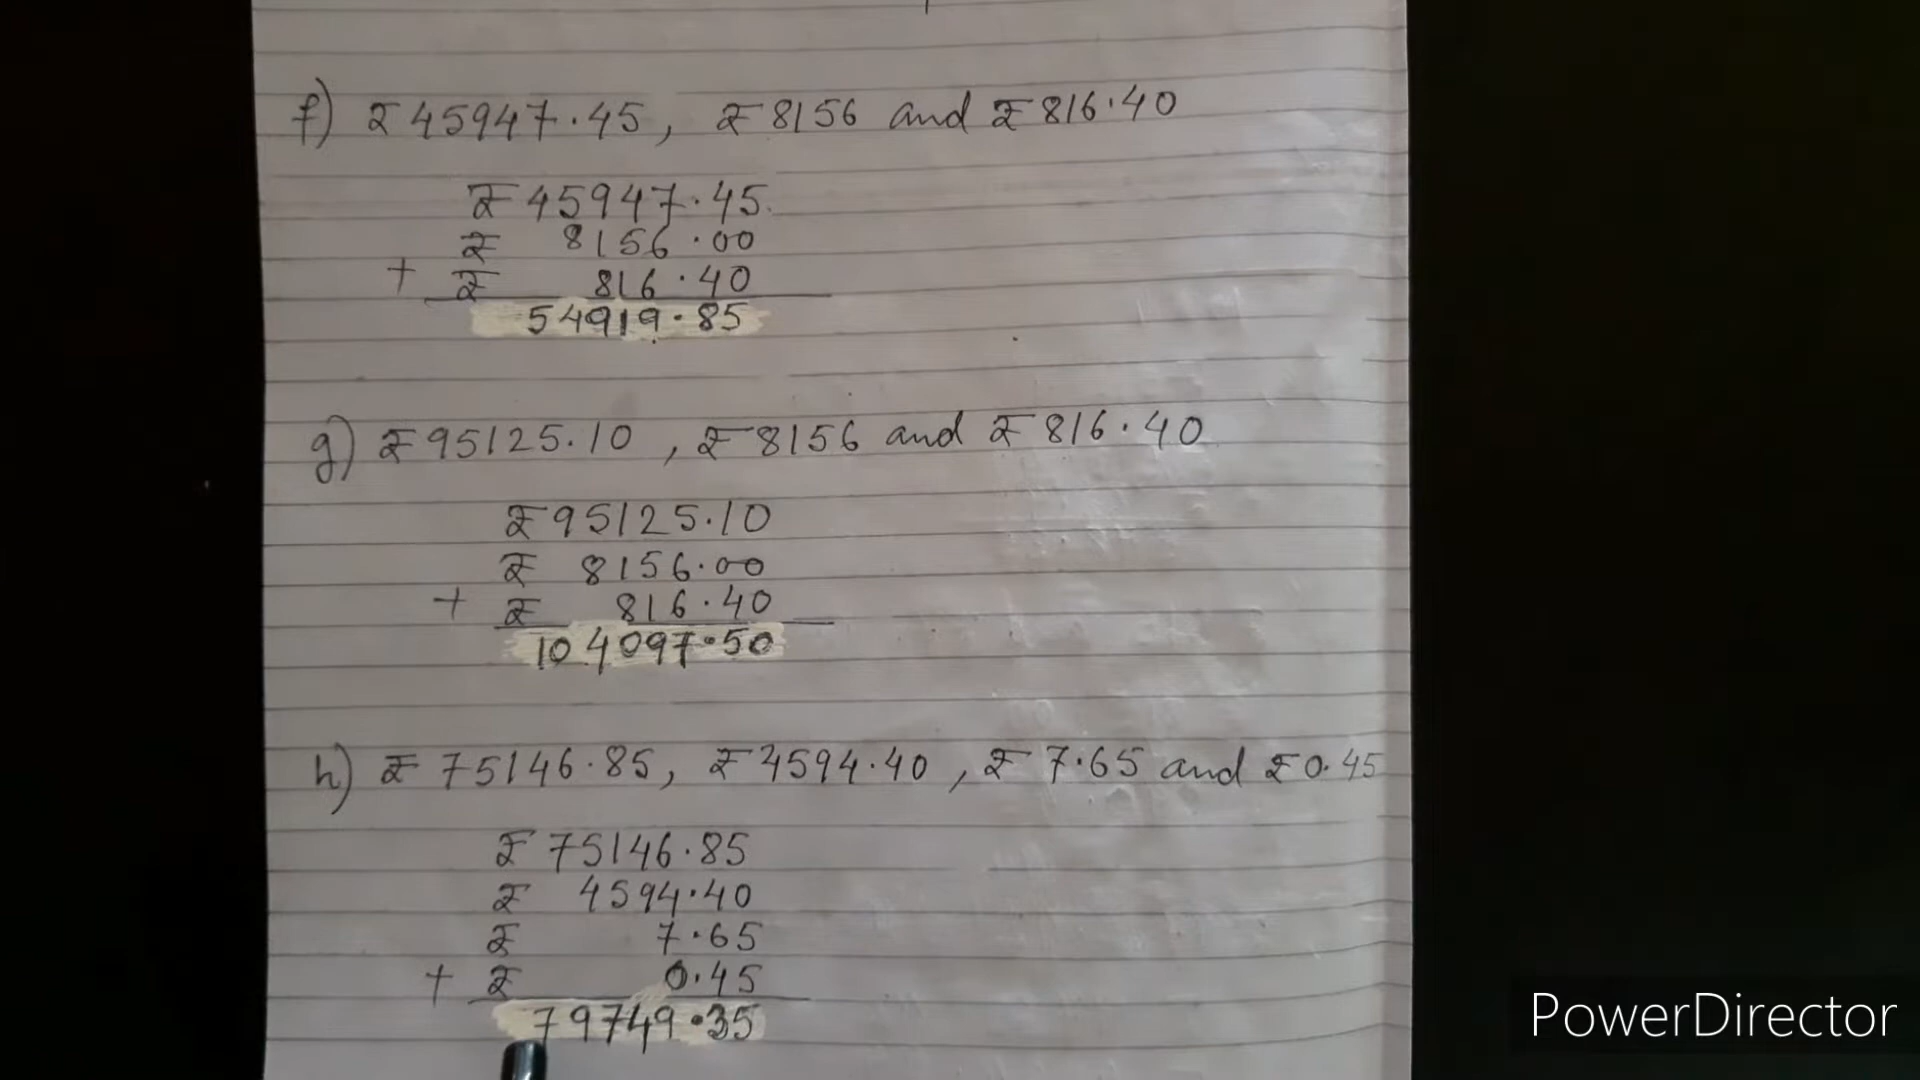 f) ₹ 45947.45, ₹ 8156 and ₹ 816.40
₹ 45947.45
₹ 8156.00
+ ₹ 816.40
54919.85
g) ₹ 95125.10, ₹ 8156 and ₹ 816.40
₹ 95125.10
₹ 8156.00
+ ₹ 816.40
104097.50
h) ₹ 75146.85, ₹ 4594.40, ₹ 7.65 and ₹ 0.45
₹ 75146.85
₹ 4594.40
₹ 7.65
+ ₹ 0.45
79749.35
PowerDirector